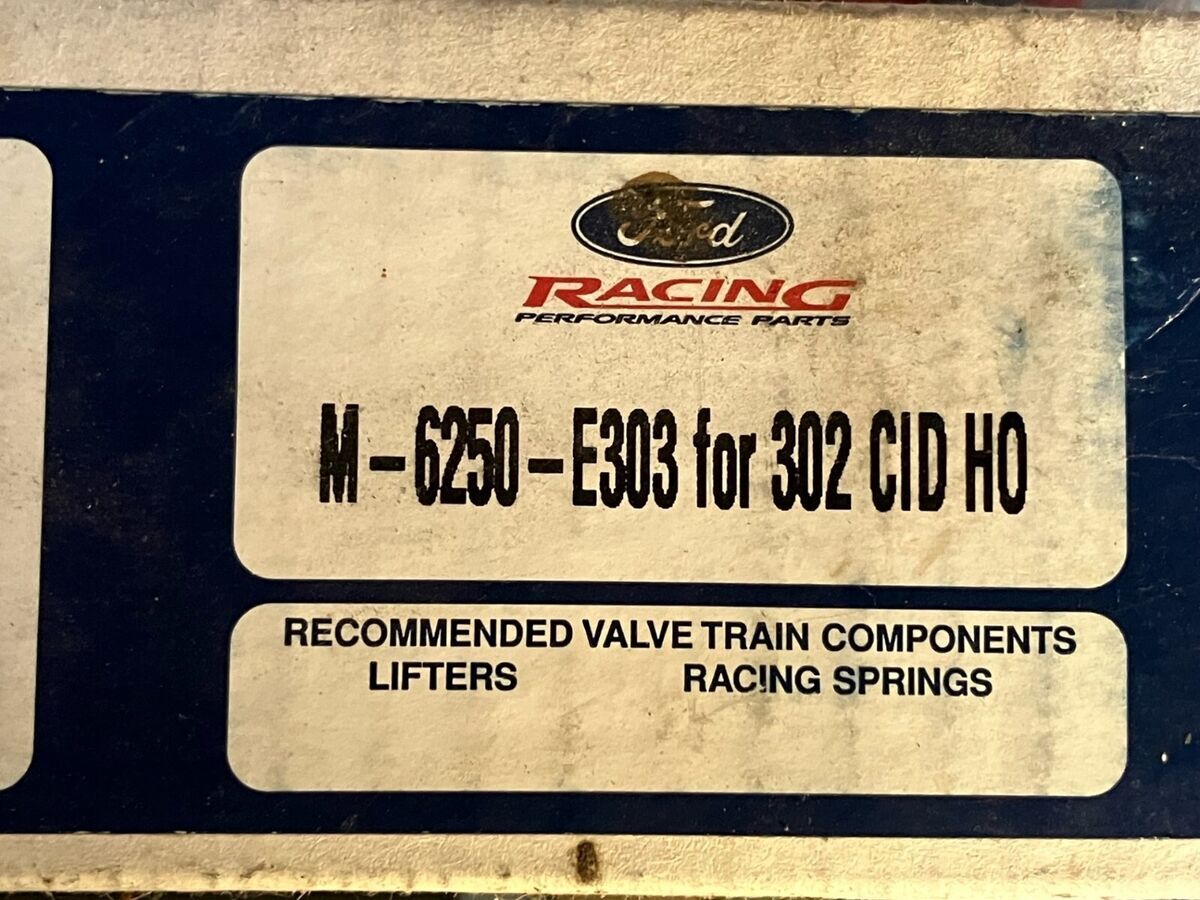 Ford
RACING
PERFORMANCE PARTS
M-6250-E303 for 302 CID HO
RECOMMENDED VALVE TRAIN COMPONENTS
LIFTERS RACING SPRINGS